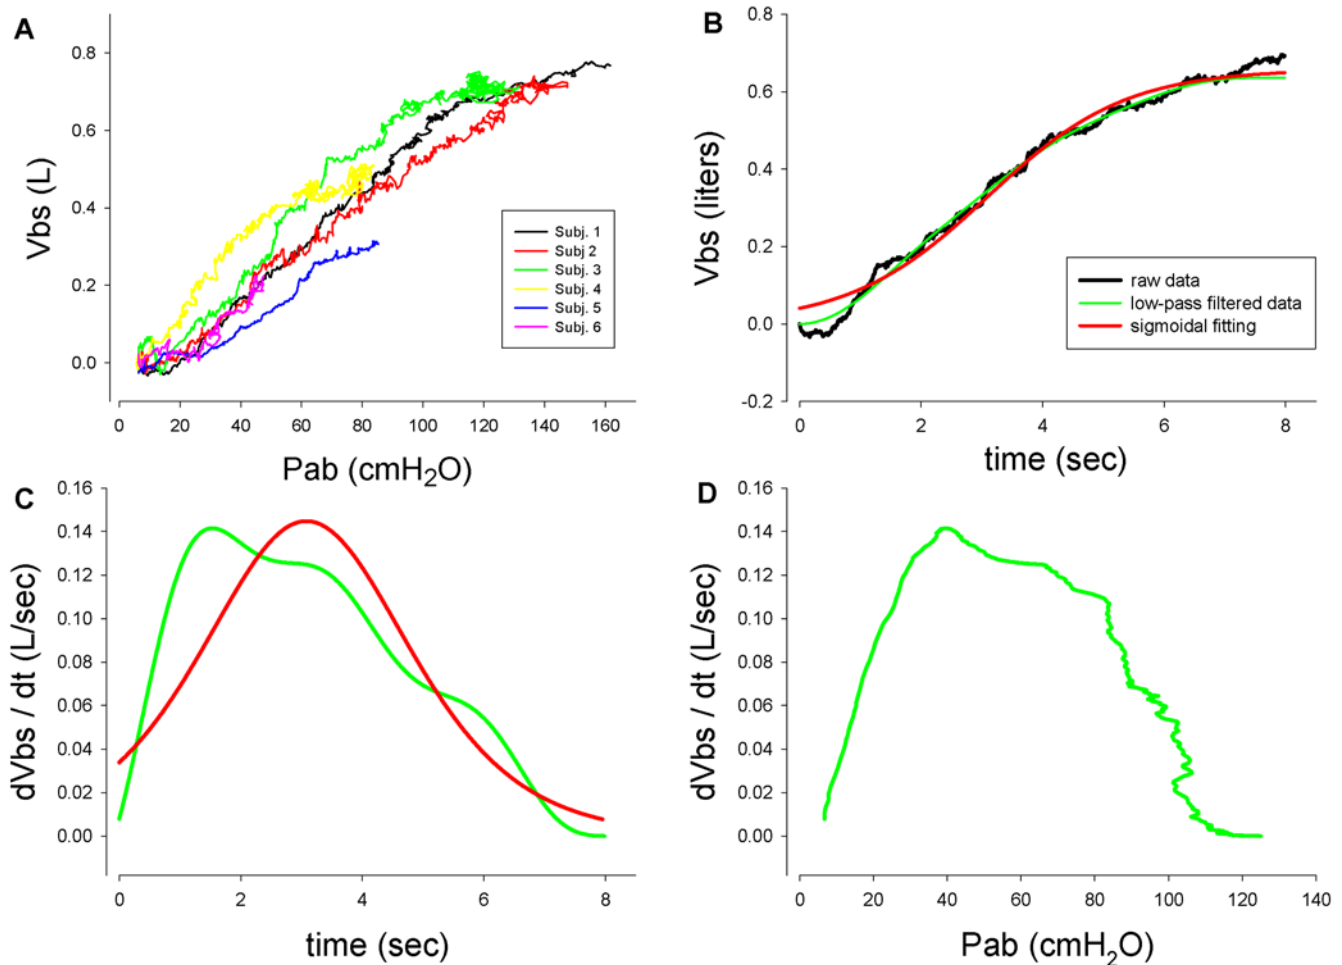 A
Vbs (L)
0.8
0.6
0.4
0.2
0.0
0 20 40 60 80 100 120 140 160
Pab (cmH₂O)
Subj. 1
Subj 2
Subj. 3
Subj. 4
Subj. 5
Subj. 6
B
Vbs (liters)
0.8
0.6
0.4
0.2
0.0
-0.2
0 2 4 6 8
time (sec)
raw data
low-pass filtered data
sigmoidal fitting
C
dVbs / dt (L/sec)
0.16
0.14
0.12
0.10
0.08
0.06
0.04
0.02
0.00
0 2 4 6 8
time (sec)
D
dVbs / dt (L/sec)
0.16
0.14
0.12
0.10
0.08
0.06
0.04
0.02
0.00
0 20 40 60 80 100 120 140
Pab (cmH₂O)